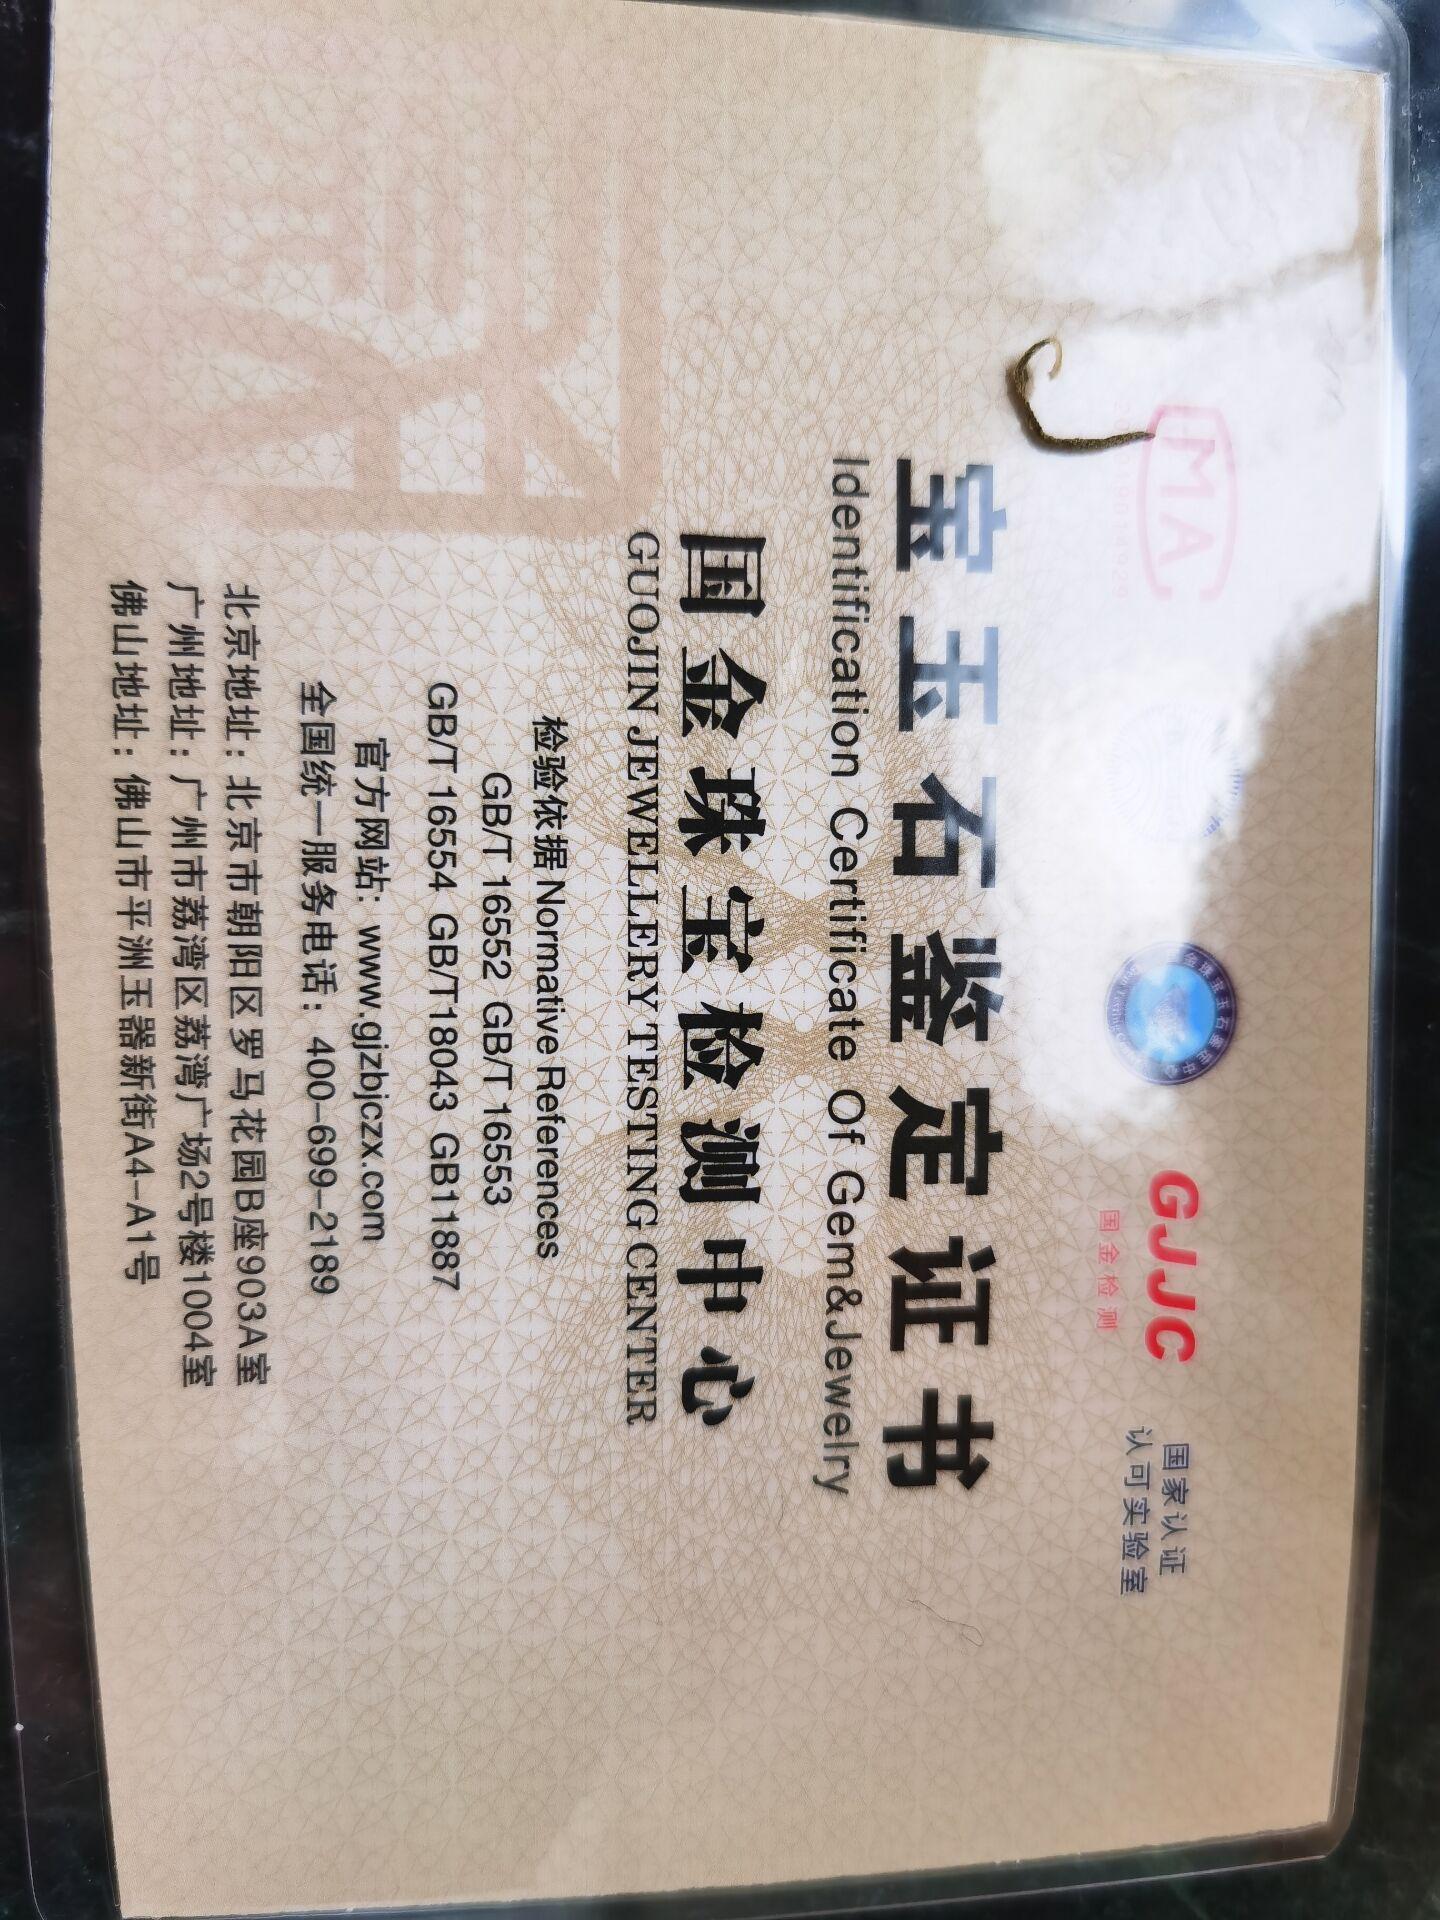 MA
GJJC
国金检测
国家认证
认可实验室
宝玉石鉴定证书
Identification Certificate Of Gem&Jewelry
国金珠宝检测中心
GUOJIN JEWELLERY TESTING CENTER
检验依据 Normative References
GB/T 16552 GB/T 16553
GB/T 16554 GB/T18043 GB11887
官方网站：www.gjzbjczx.com
全国统一服务电话：400-699-2189
北京地址：北京市朝阳区罗马花园B座903A室
广州地址：广州市荔湾区荔湾广场2号楼1004室
佛山地址：佛山市平洲玉器新街A4-A1号